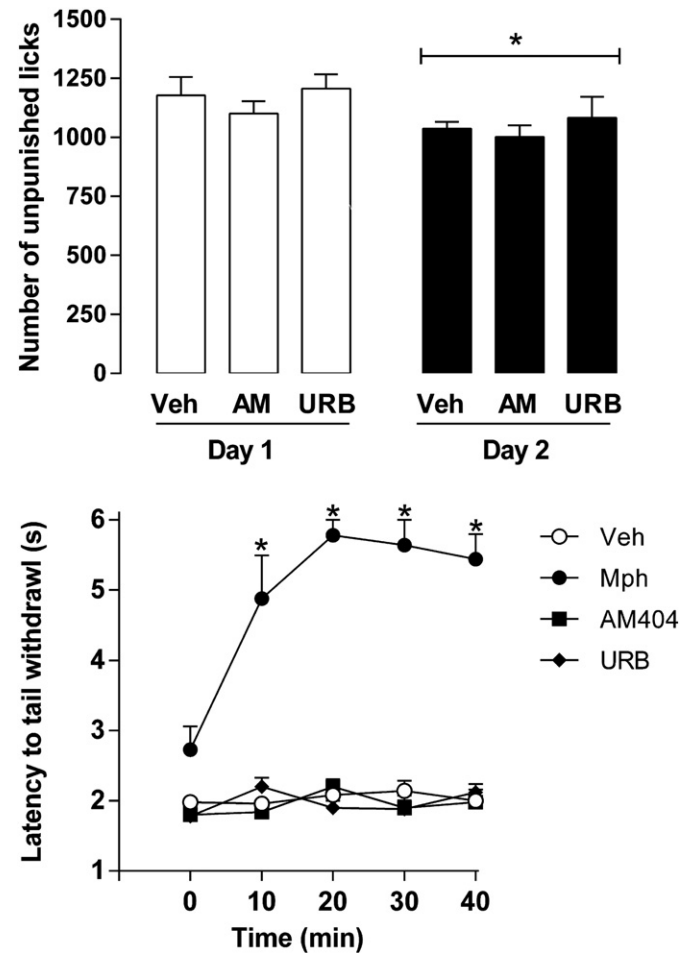 Number of unpunished licks
1500
1250
1000
750
500
250
0
*
Veh AM URB Veh AM URB
Day 1 Day 2
Latency to tail withdrawl (s)
6
5
4
3
2
1
* * * *
Veh
Mph
AM404
URB
0 10 20 30 40
Time (min)